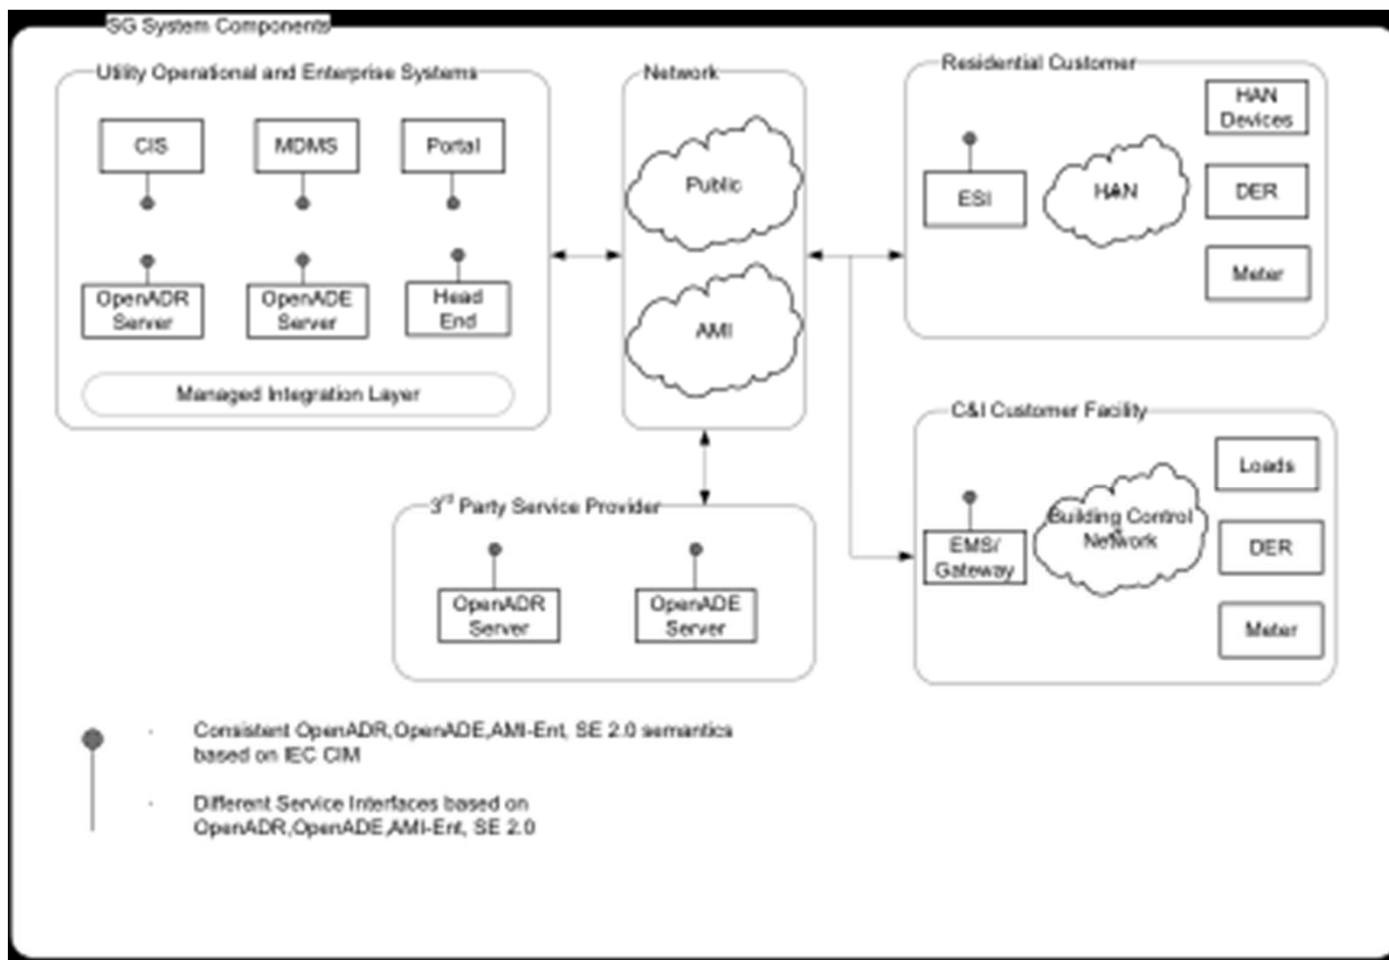 SG System Components
Utility Operational and Enterprise Systems
CIS
MDMS
Portal
OpenADR
Server
OpenADE
Server
Head
End
Managed Integration Layer
Network
Public
AMI
Residential Customer
ESI
HAN
HAN
Devices
DER
Meter
3rd Party Service Provider
OpenADR
Server
OpenADE
Server
C&I Customer Facility
EMS/
Gateway
Building Control
Network
Loads
DER
Meter
· Consistent OpenADR,OpenADE,AMI-Ent, SE 2.0 semantics
based on IEC CIM
· Different Service Interfaces based on
OpenADR,OpenADE,AMI-Ent, SE 2.0